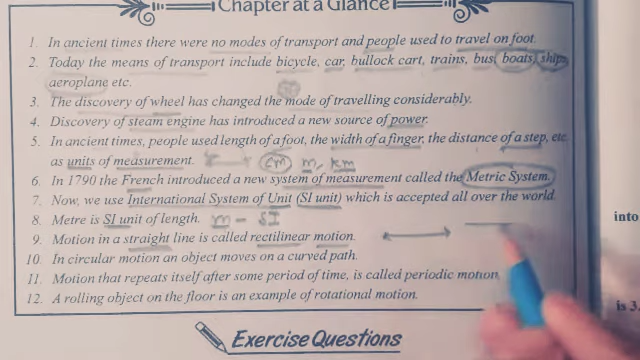 Chapter at a Glance
1. In ancient times there were no modes of transport and people used to travel on foot.
2. Today the means of transport include bicycle, car, bullock cart, trains, bus, boats, ships,
aeroplane etc.
3. The discovery of wheel has changed the mode of travelling considerably.
4. Discovery of steam engine has introduced a new source of power.
5. In ancient times, people used length of a foot, the width of a finger, the distance of a step, etc.
as units of measurement. cm m, km
6. In 1790 the French introduced a new system of measurement called the Metric System.
7. Now, we use International System of Unit (SI unit) which is accepted all over the world.
8. Metre is SI unit of length. m - SI
into
9. Motion in a straight line is called rectilinear motion.
10. In circular motion an object moves on a curved path.
11. Motion that repeats itself after some period of time, is called periodic motion.
12. A rolling object on the floor is an example of rotational motion.
is 3.
Exercise Questions